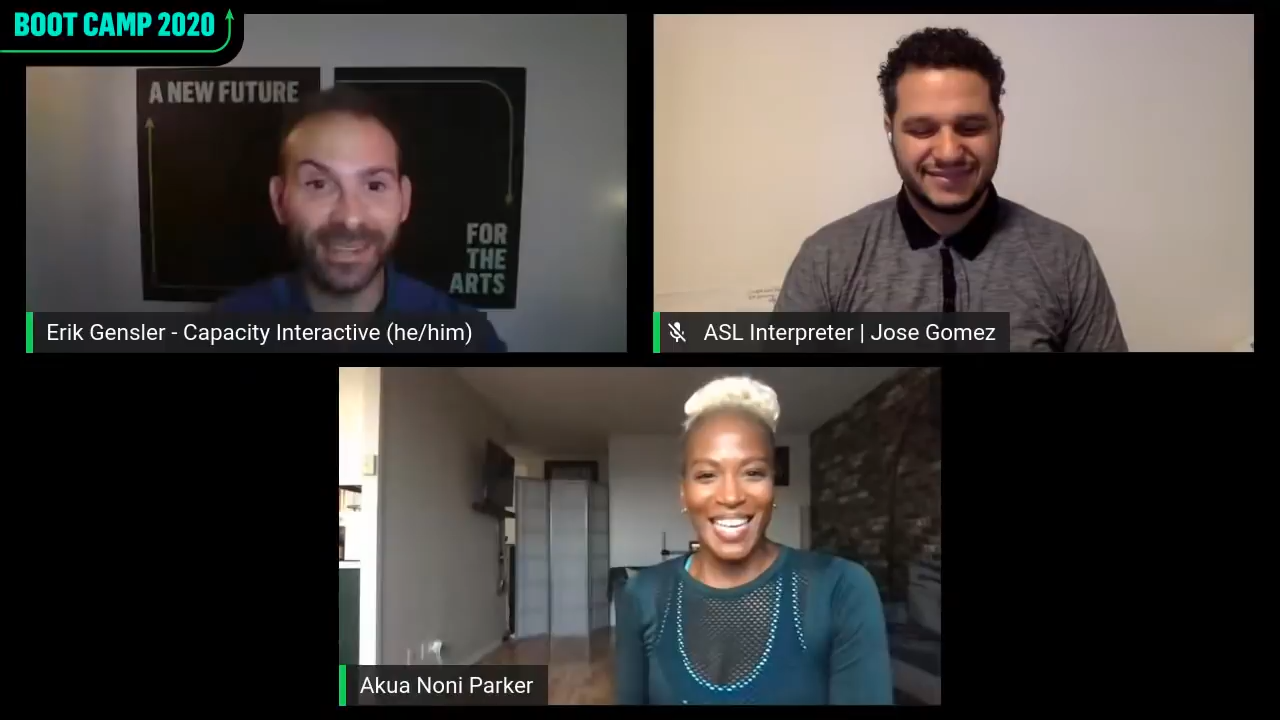 BOOT CAMP 2020
A NEW FUTURE
FOR
THE
ARTS
Erik Gensler - Capacity Interactive (he/him)
ASL Interpreter | Jose Gomez
Akua Noni Parker